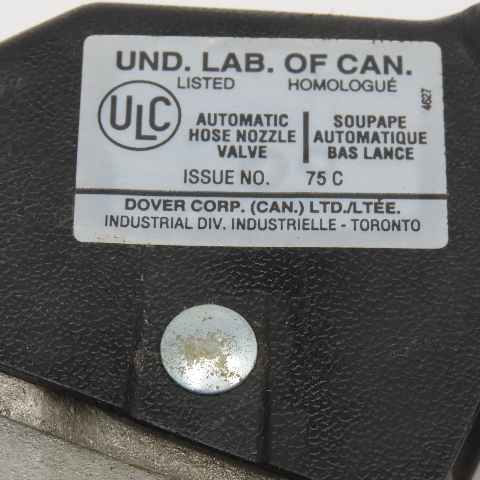 UND. LAB. OF CAN.
LISTED HOMOLOGUÉ
ULC
AUTOMATIC HOSE NOZZLE VALVE
SOUPAPE AUTOMATIQUE BAS LANCE
4627
ISSUE NO. 75 C
DOVER CORP. (CAN.) LTD./LTÉE.
INDUSTRIAL DIV. INDUSTRIELLE - TORONTO